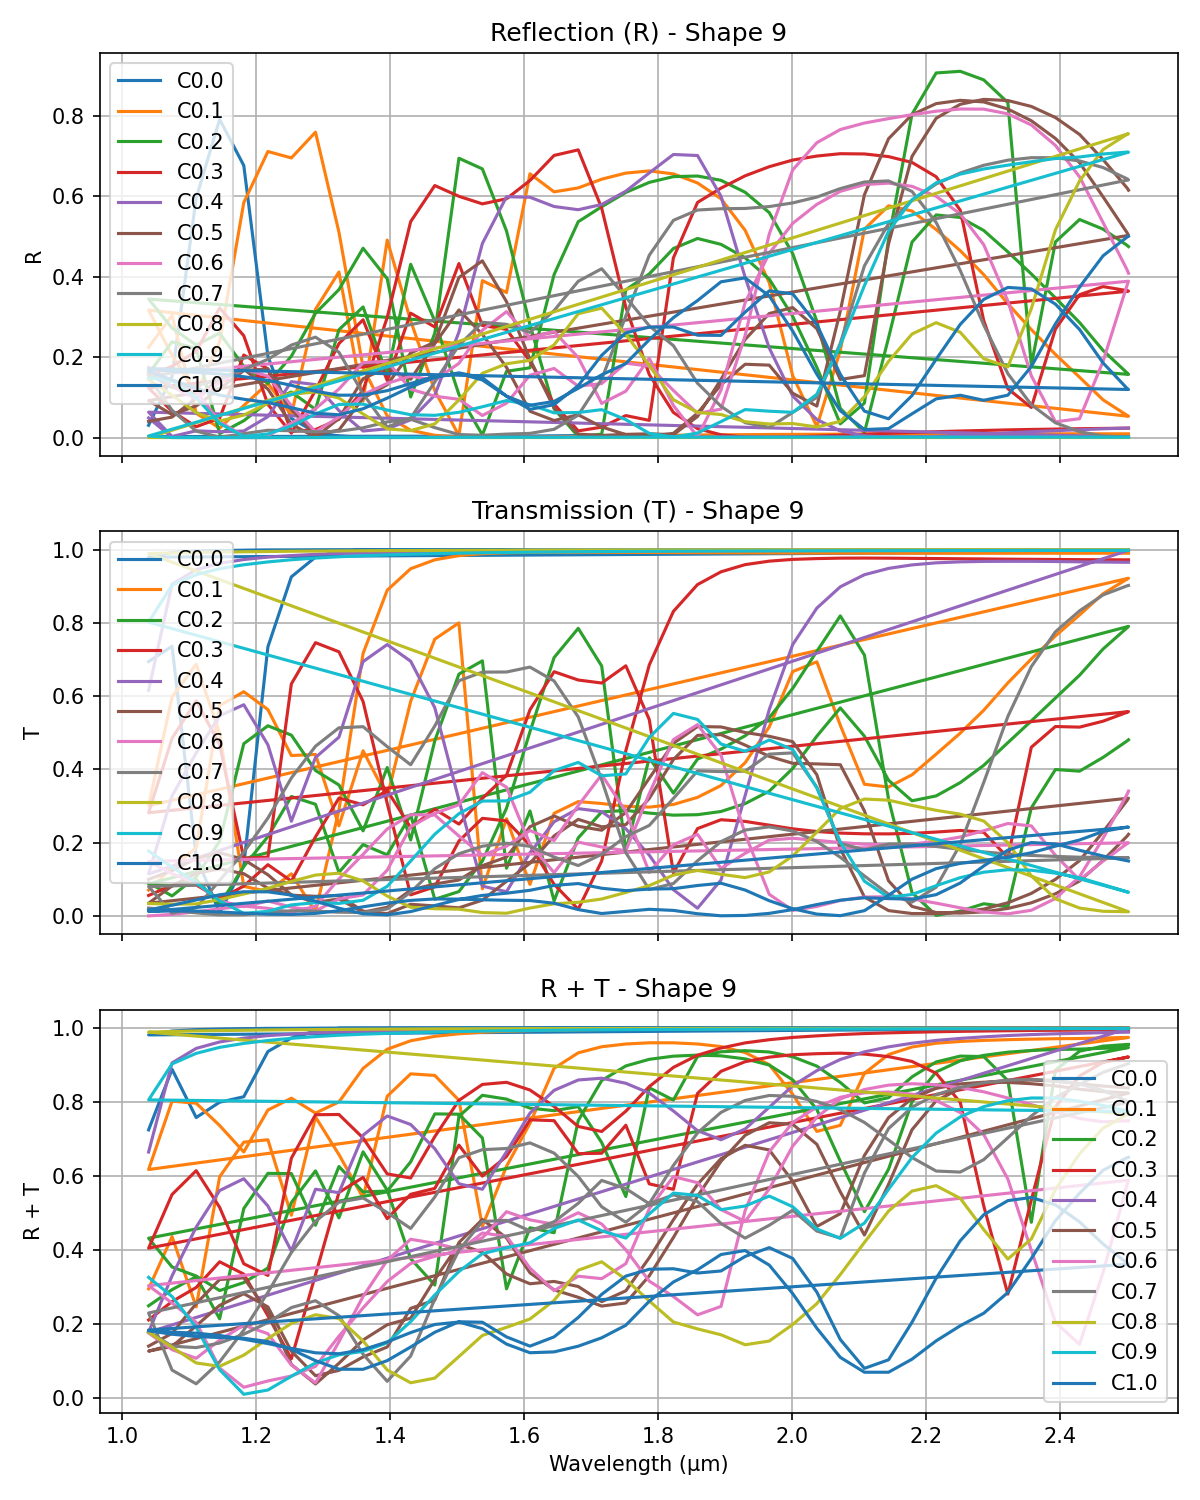 Reflection (R) - Shape 9
R
0.8
0.6
0.4
0.2
0.0
C0.0
C0.1
C0.2
C0.3
C0.4
C0.5
C0.6
C0.7
C0.8
C0.9
C1.0
Transmission (T) - Shape 9
T
1.0
0.8
0.6
0.4
0.2
0.0
C0.0
C0.1
C0.2
C0.3
C0.4
C0.5
C0.6
C0.7
C0.8
C0.9
C1.0
R + T - Shape 9
R + T
1.0
0.8
0.6
0.4
0.2
0.0
C0.0
C0.1
C0.2
C0.3
C0.4
C0.5
C0.6
C0.7
C0.8
C0.9
C1.0
1.0 1.2 1.4 1.6 1.8 2.0 2.2 2.4
Wavelength (μm)